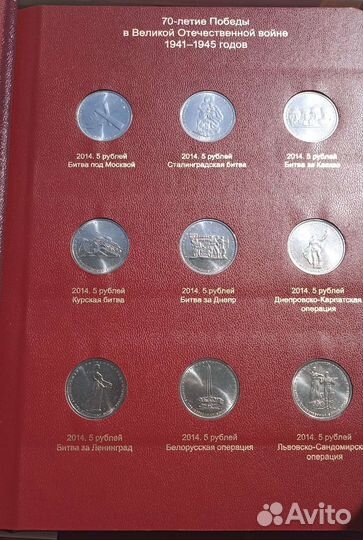 70-летие Победы
в Великой Отечественной войне
1941–1945 годов
2014. 5 рублей
Битва под Москвой
2014. 5 рублей
Сталинградская битва
2014. 5 рублей
Битва за Кавказ
2014. 5 рублей
Курская битва
2014. 5 рублей
Битва за Днепр
2014. 5 рублей
Днепровско-Карпатская
операция
2014. 5 рублей
Битва за Ленинград
2014. 5 рублей
Белорусская операция
2014. 5 рублей
Львовско-Сандомирска
операция
Avito